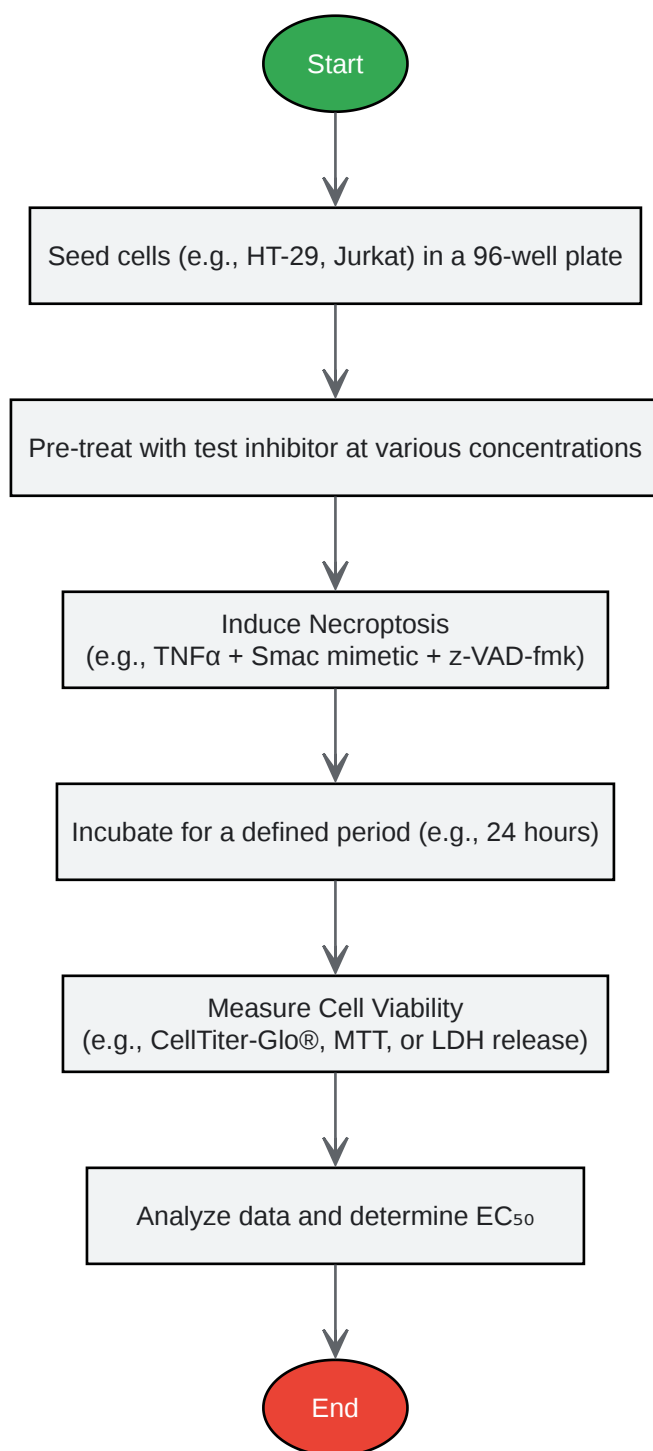 Start
Seed cells (e.g., HT-29, Jurkat) in a 96-well plate
Pre-treat with test inhibitor at various concentrations
Induce Necroptosis
(e.g., TNFα + Smac mimetic + z-VAD-fmk)
Incubate for a defined period (e.g., 24 hours)
Measure Cell Viability
(e.g., CellTiter-Glo®, MTT, or LDH release)
Analyze data and determine EC₅₀
End